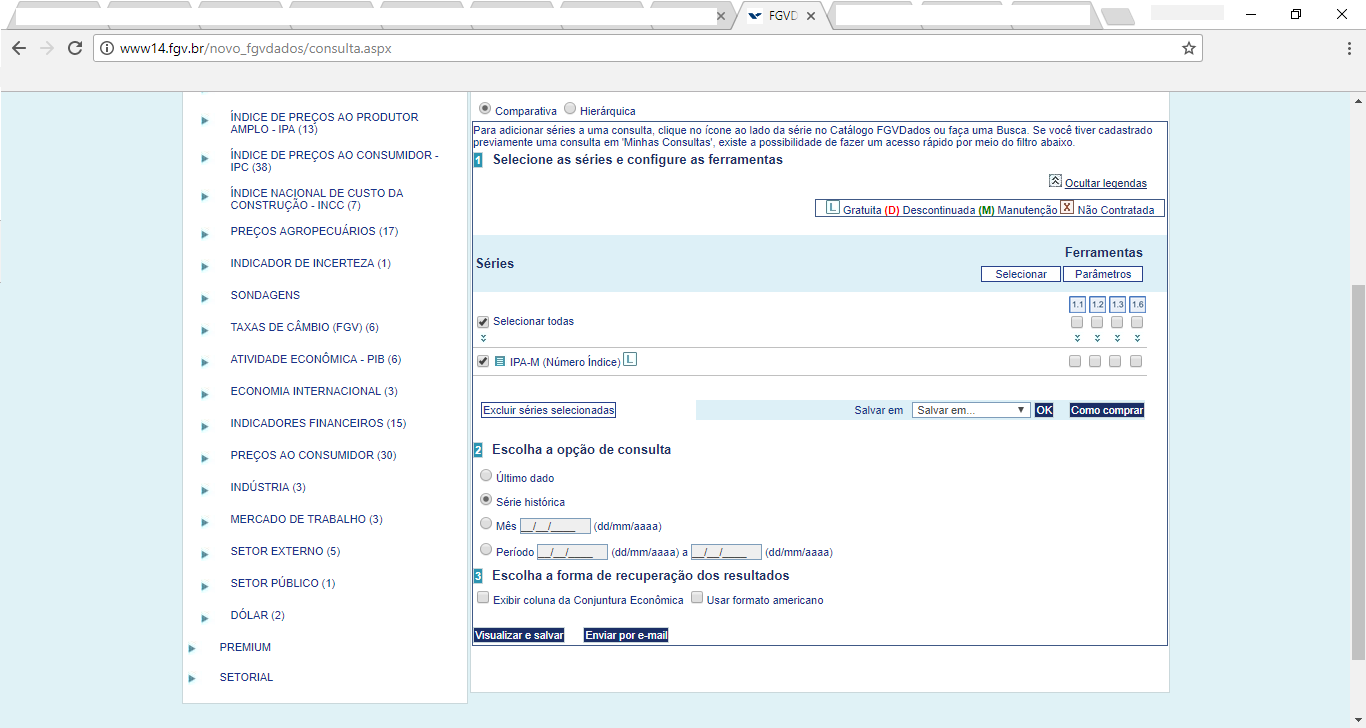 FGVD
www14.fgv.br/novo_fgvdados/consulta.aspx
ÍNDICE DE PREÇOS AO PRODUTOR
AMPLO - IPA (13)
ÍNDICE DE PREÇOS AO CONSUMIDOR -
IPC (38)
ÍNDICE NACIONAL DE CUSTO DA
CONSTRUÇÃO - INCC (7)
PREÇOS AGROPECUÁRIOS (17)
INDICADOR DE INCERTEZA (1)
SONDAGENS
TAXAS DE CÂMBIO (FGV) (6)
ATIVIDADE ECONÔMICA - PIB (6)
ECONOMIA INTERNACIONAL (3)
INDICADORES FINANCEIROS (15)
PREÇOS AO CONSUMIDOR (30)
INDÚSTRIA (3)
MERCADO DE TRABALHO (3)
SETOR EXTERNO (5)
SETOR PÚBLICO (1)
DÓLAR (2)
PREMIUM
SETORIAL
Comparativa Hierárquica
Para adicionar séries a uma consulta, clique no ícone ao lado da série no Catálogo FGVDados ou faça uma Busca. Se você tiver cadastrado
previamente uma consulta em 'Minhas Consultas', existe a possibilidade de fazer um acesso rápido por meio do filtro abaixo.
1 Selecione as séries e configure as ferramentas
Ocultar legendas
L Gratuita (D) Descontinuada (M) Manutenção X Não Contratada
Séries
Ferramentas
Selecionar Parâmetros
1.1 1.2 1.3 1.6
Selecionar todas
IPA-M (Número Índice) L
Excluir séries selecionadas Salvar em Salvar em... OK Como comprar
2 Escolha a opção de consulta
Último dado
Série histórica
Mês __/__/____ (dd/mm/aaaa)
Período __/__/____ (dd/mm/aaaa) a __/__/____ (dd/mm/aaaa)
3 Escolha a forma de recuperação dos resultados
Exibir coluna da Conjuntura Econômica Usar formato americano
Visualizar e salvar Enviar por e-mail